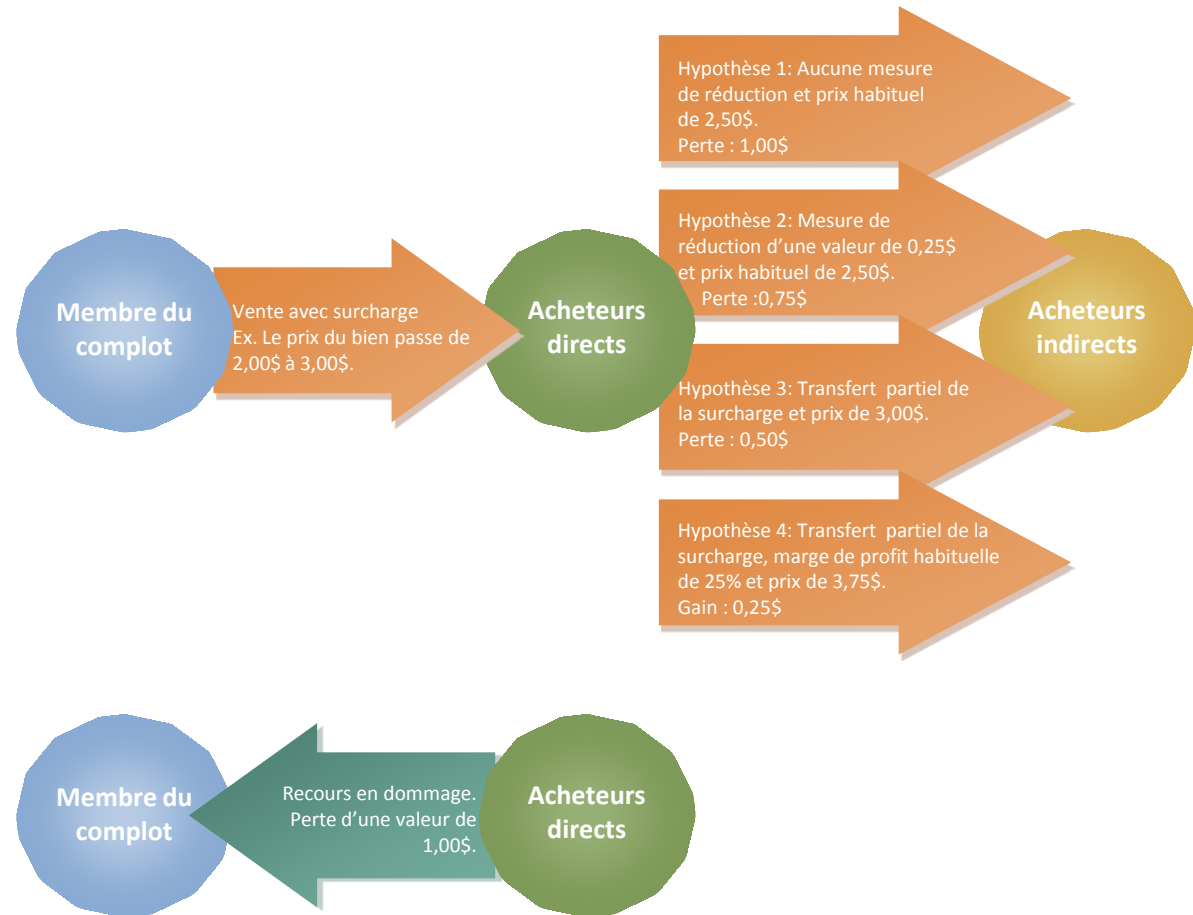 Hypothèse 1: Aucune mesure
de réduction et prix habituel
de 2,50$.
Perte : 1,00$
Hypothèse 2: Mesure de
réduction d'une valeur de 0,25$
et prix habituel de 2,50$.
Perte :0,75$
Membre du
complot
Vente avec surcharge
Ex. Le prix du bien passe de
2,00$ à 3,00$.
Acheteurs
directs
Acheteurs
indirects
Hypothèse 3: Transfert partiel de
la surcharge et prix de 3,00$.
Perte : 0,50$
Hypothèse 4: Transfert partiel de la
surcharge, marge de profit habituelle
de 25% et prix de 3,75$.
Gain : 0,25$
Membre du
complot
Recours en dommage.
Perte d'une valeur de
1,00$.
Acheteurs
directs